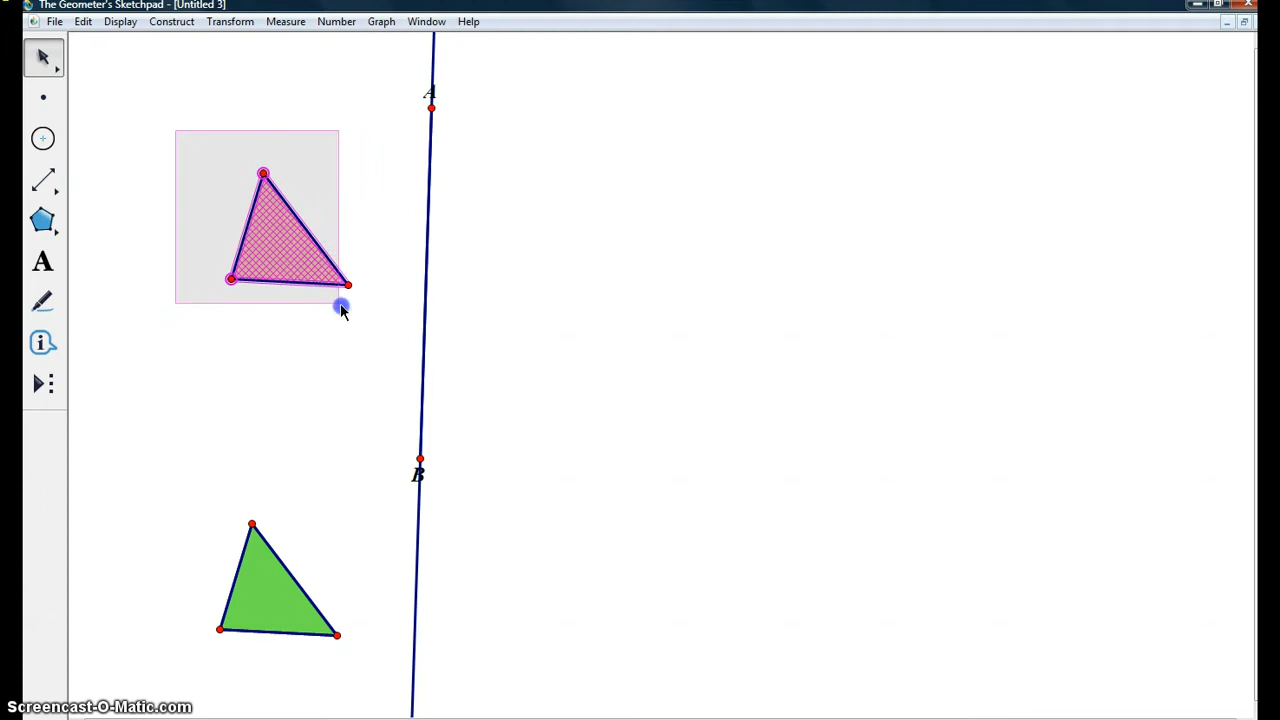 The Geometer's Sketchpad - [Untitled 3]
File Edit Display Construct Transform Measure Number Graph Window Help
A
A
B
Screencast-O-Matic.com